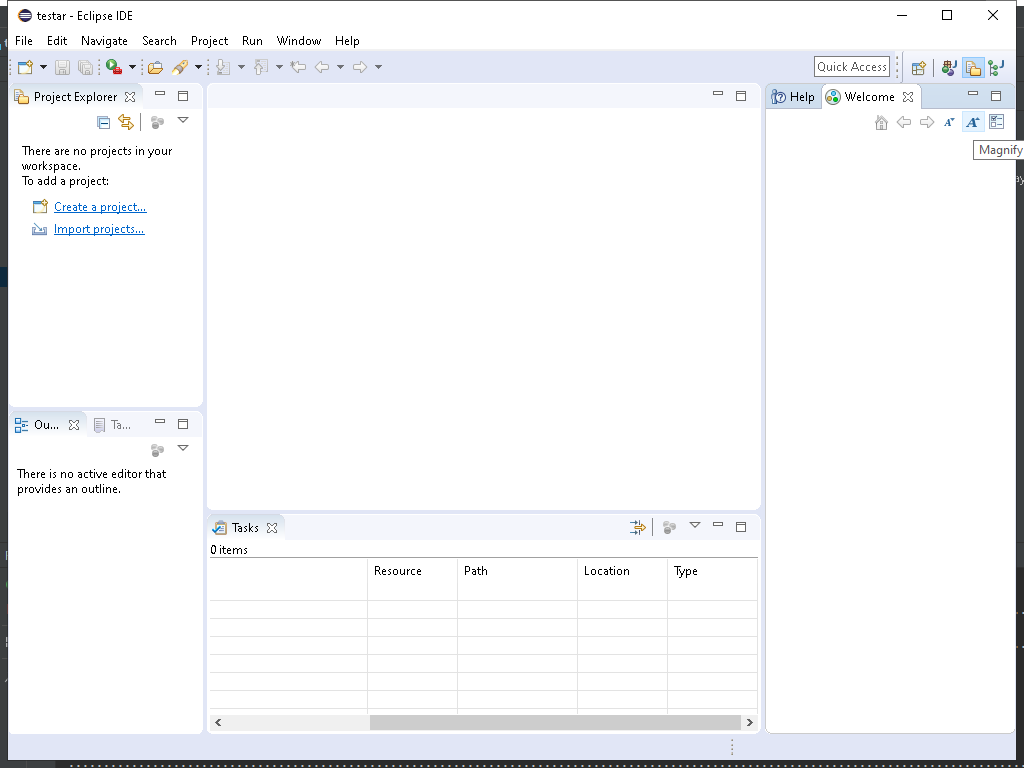 testar - Eclipse IDE
File Edit Navigate Search Project Run Window Help
Quick Access
Project Explorer
There are no projects in your
workspace.
To add a project:
Create a project...
Import projects...
Help Welcome
Magnify
Ou... Ta...
There is no active editor that
provides an outline.
Tasks
0 items
Resource Path Location Type